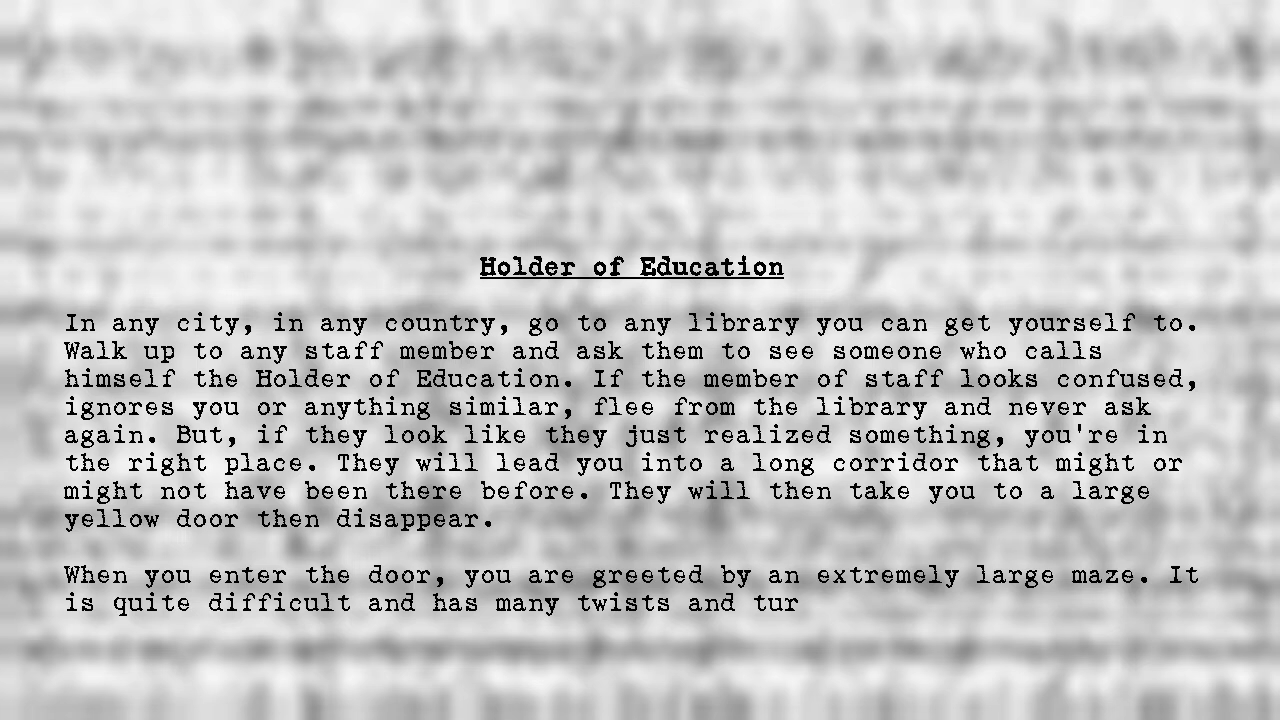 Holder of Education
In any city, in any country, go to any library you can get yourself to.
Walk up to any staff member and ask them to see someone who calls
himself the Holder of Education. If the member of staff looks confused,
ignores you or anything similar, flee from the library and never ask
again. But, if they look like they just realized something, you're in
the right place. They will lead you into a long corridor that might or
might not have been there before. They will then take you to a large
yellow door then disappear.
When you enter the door, you are greeted by an extremely large maze. It
is quite difficult and has many twists and tur